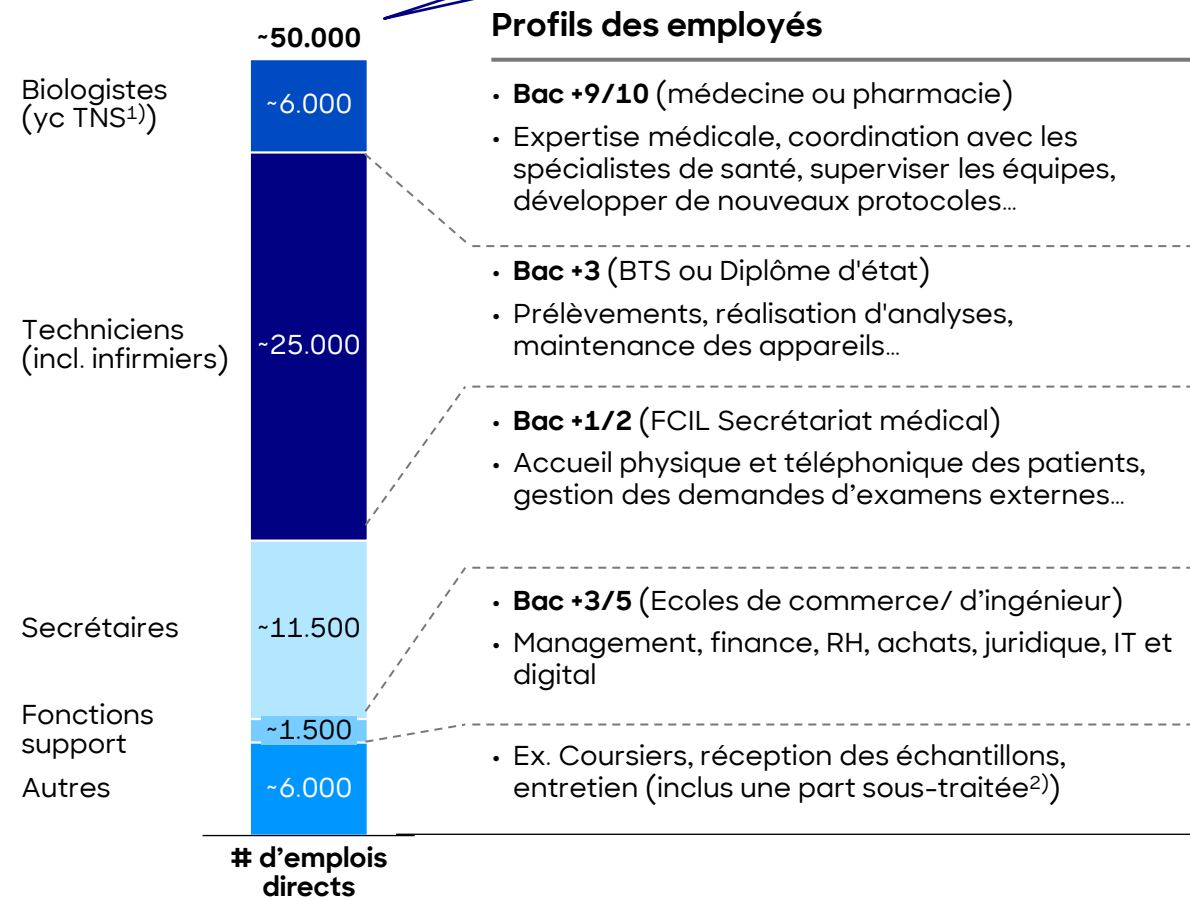 ~50.000
Profils des employés
Biologistes
(yc TNS1))
~6.000
• Bac +9/10 (médecine ou pharmacie)
• Expertise médicale, coordination avec les
spécialistes de santé, superviser les équipes,
développer de nouveaux protocoles…
Techniciens
(incl. infirmiers)
~25.000
• Bac +3 (BTS ou Diplôme d'état)
• Prélèvements, réalisation d'analyses,
maintenance des appareils…
• Bac +1/2 (FCIL Secrétariat médical)
• Accueil physique et téléphonique des patients,
gestion des demandes d’examens externes…
Secrétaires
~11.500
• Bac +3/5 (Ecoles de commerce/ d’ingénieur)
• Management, finance, RH, achats, juridique, IT et
digital
Fonctions
support
~1.500
Autres
~6.000
• Ex. Coursiers, réception des échantillons,
entretien (inclus une part sous-traitée2))
# d’emplois
directs